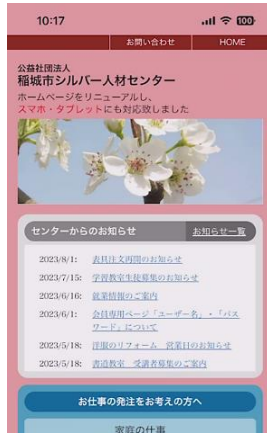 10:17
100
お問い合わせ
HOME
公益社団法人
稲城市シルバー人材センター
ホームページをリニューアルし、
スマホ・タブレットにも対応致しました
センターからのお知らせ
お知らせ一覧
2023/8/1: 表具注文再開のお知らせ
2023/7/15: 学習教室生徒募集のお知らせ
2023/6/16: 就業情報のご案内
2023/6/1: 会員専用ページ「ユーザー名」・「パス
ワード」について
2023/5/18: 洋服のリフォーム 営業日のお知らせ
2023/5/18: 書道教室 受講者募集のご案内
お仕事の発注をお考えの方へ
家庭の仕事